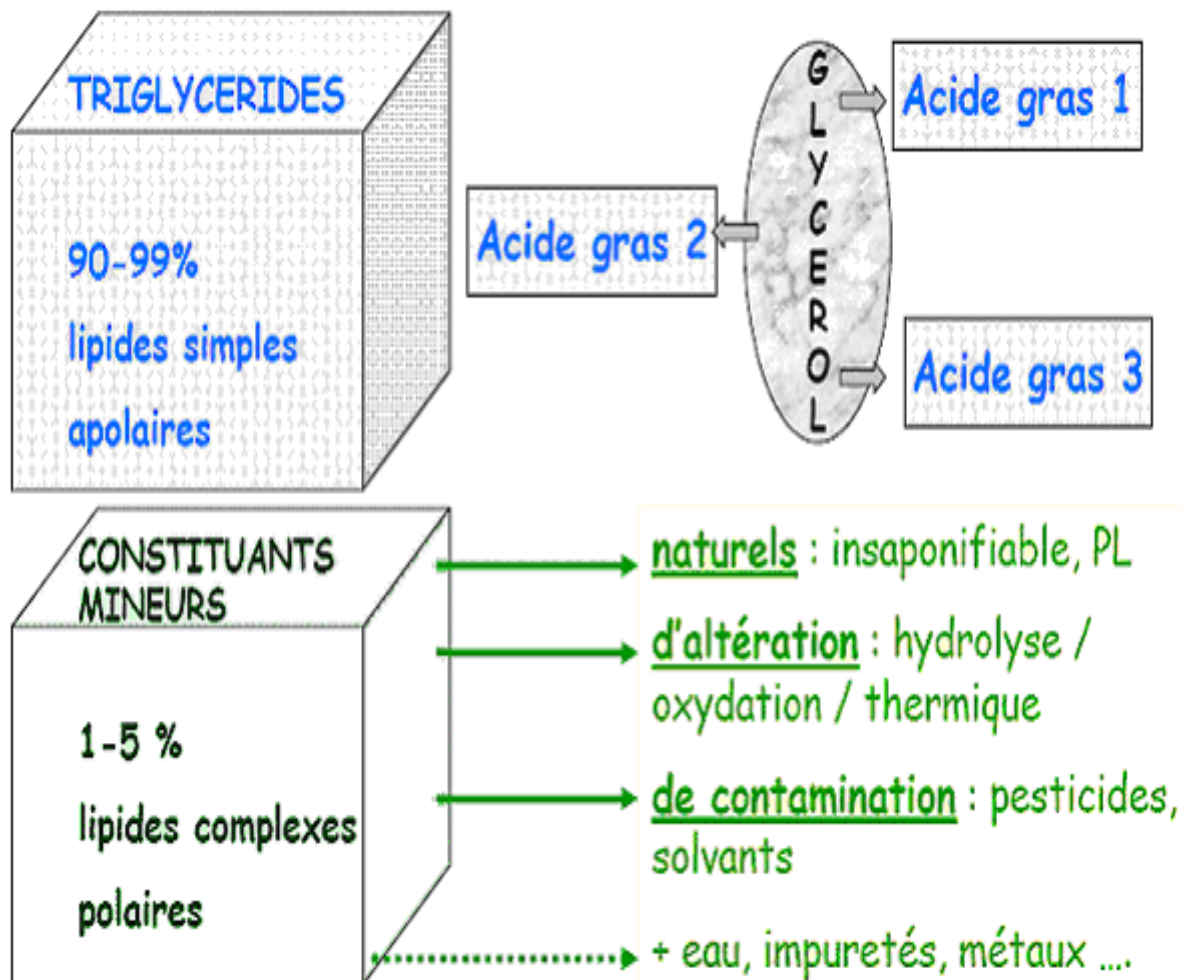 TRIGLYCERIDES
90-99%
lipides simples
apolaires
GLYCEROL
Acide gras 1
Acide gras 2
Acide gras 3
CONSTITUANTS
MINEURS
1-5 %
lipides complexes
polaires
naturels : insaponifiable, PL
d'altération : hydrolyse /
oxydation / thermique
de contamination : pesticides,
solvants
+ eau, impuretés, métaux ....